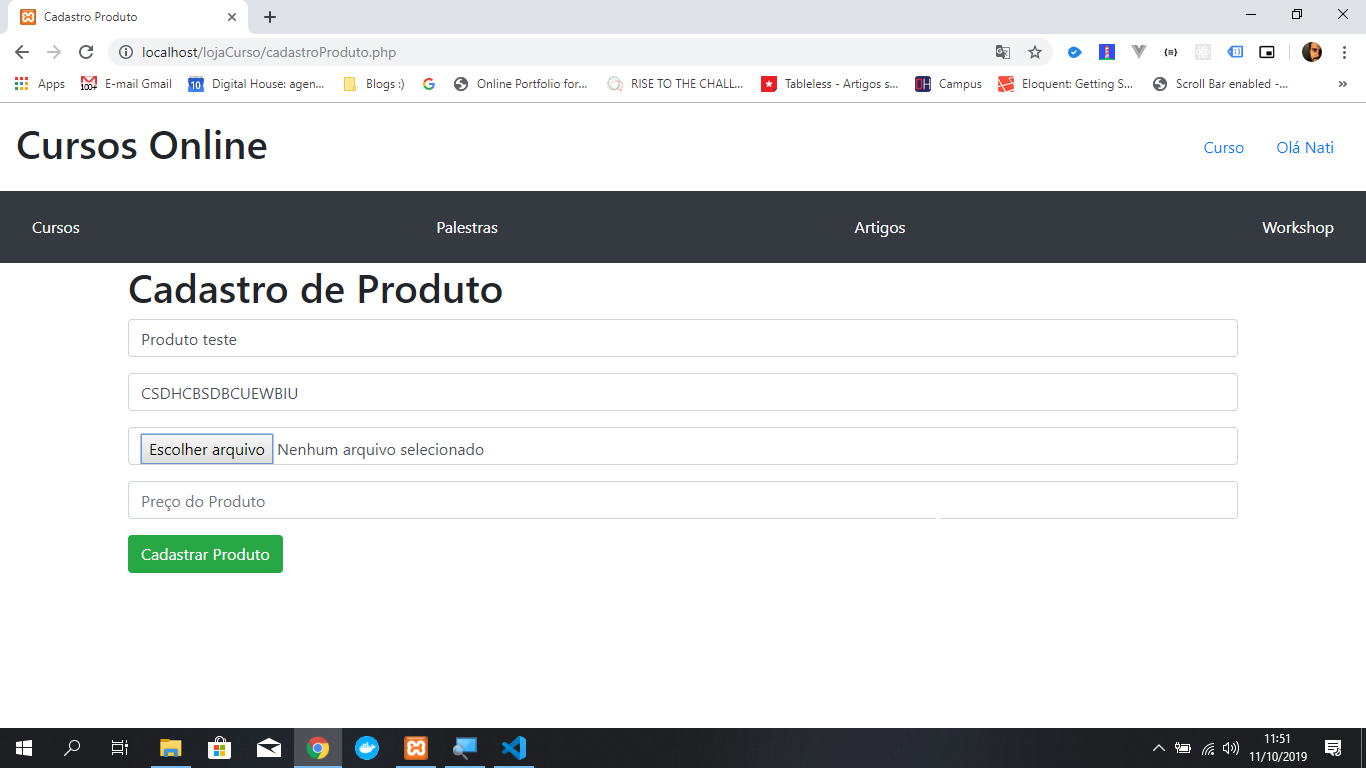 Cadastro Produto
localhost/lojaCurso/cadastroProduto.php
Apps
E-mail Gmail
Digital House: agen...
Blogs :)
Online Portfolio for...
RISE TO THE CHALL...
Tableless - Artigos s...
Campus
Eloquent: Getting S...
Scroll Bar enabled -...
Cursos Online
Curso
Olá Nati
Cursos
Palestras
Artigos
Workshop
Cadastro de Produto
Produto teste
CSDHCBSDBCUEWBIU
Escolher arquivo Nenhum arquivo selecionado
Preço do Produto
Cadastrar Produto
11:51
11/10/2019